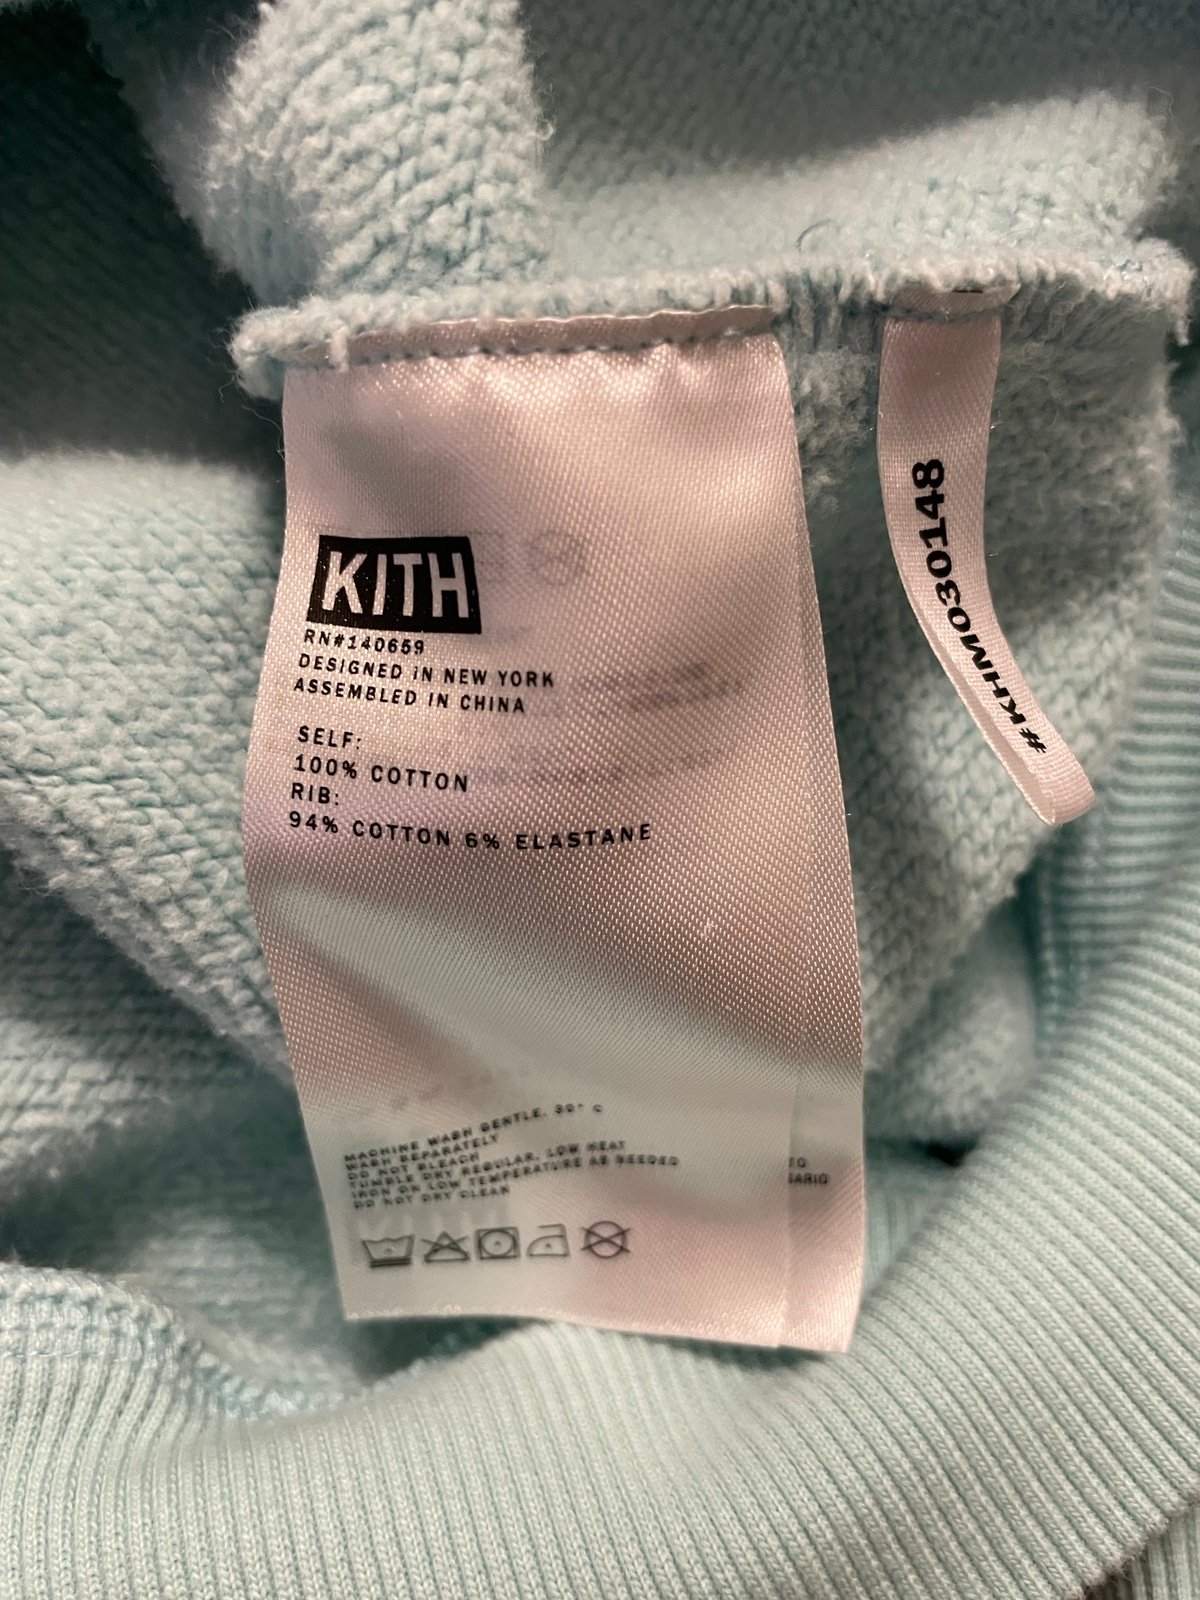 KITH
RN#140659
DESIGNED IN NEW YORK
ASSEMBLED IN CHINA
SELF:
100% COTTON
RIB:
94% COTTON 6% ELASTANE
MACHINE WASH GENTLE, 30° C
WASH SEPARATELY
DO NOT BLEACH
TUMBLE DRY REGULAR, LOW HEAT
IRON ON LOW TEMPERATURE AS NEEDED
DO NOT DRY CLEAN
#KHM030148